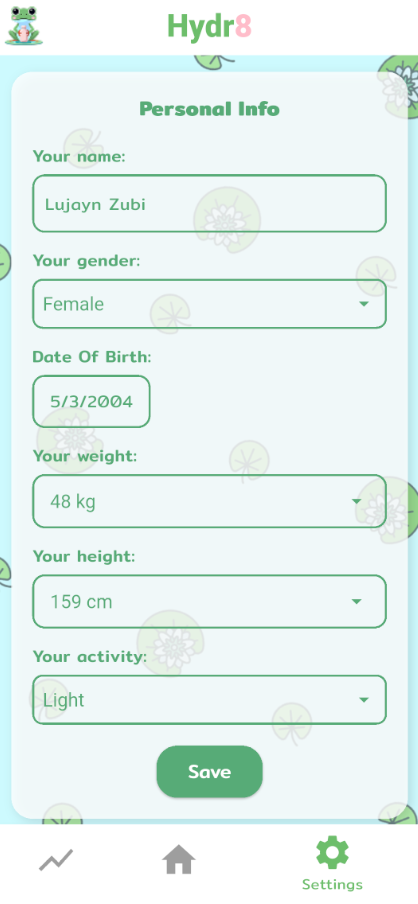 Hydr8
Personal Info
Your name:
Lujayn Zubi
Your gender:
Female
Date Of Birth:
5/3/2004
Your weight:
48 kg
Your height:
159 cm
Your activity:
Light
Save
Settings